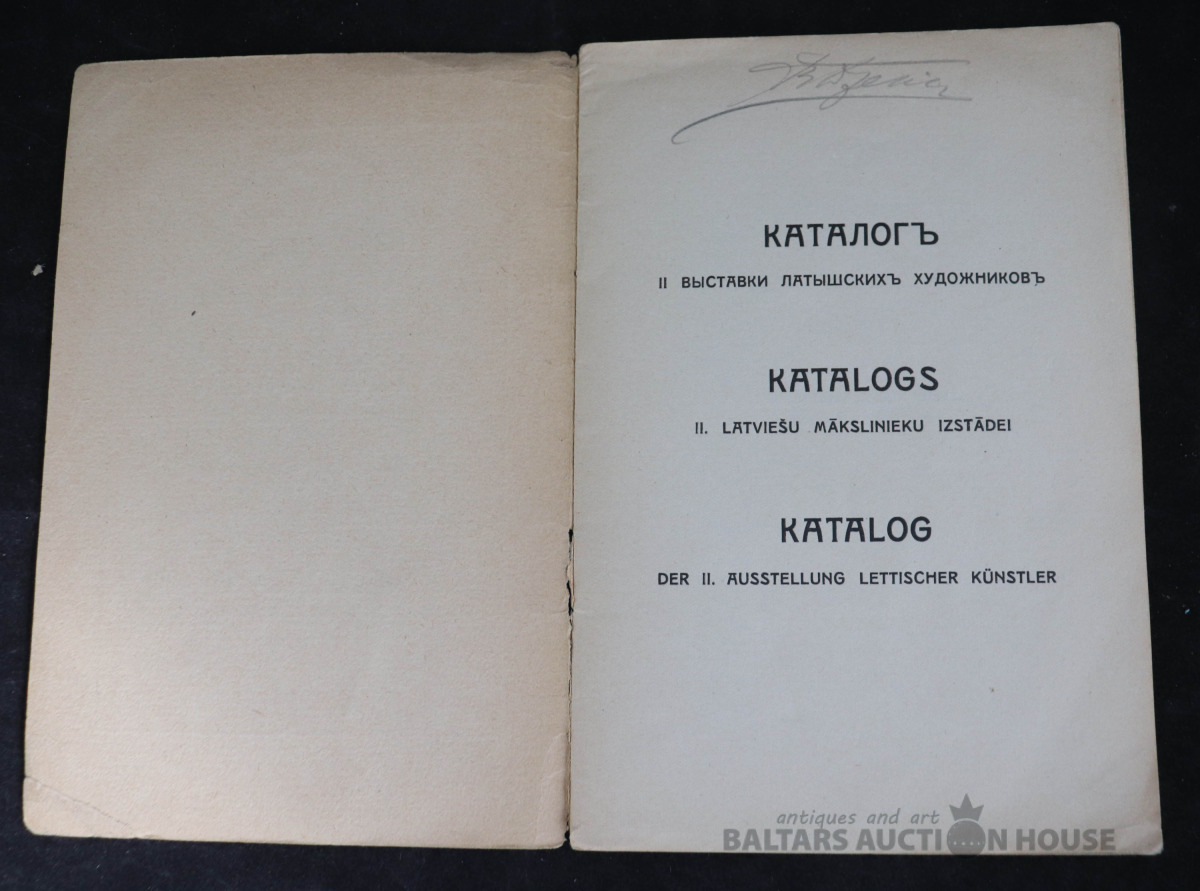 КАТАЛОГЪ
II ВЫСТАВКИ ЛАТЫШСКИХЪ ХУДОЖНИКОВЪ
KATALOGS
II. LATVIEŠU MĀKSLINIEKU IZSTĀDEI
KATALOG
DER II. AUSSTELLUNG LETTISCHER KÜNSTLER
antiques and art
BALTARS AUCTION HOUSE